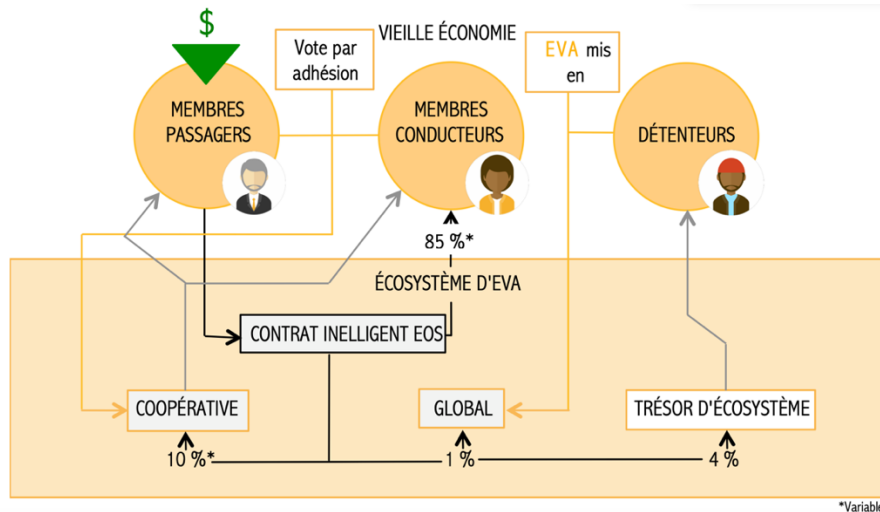 $
VIEILLE ÉCONOMIE
Vote par
adhésion
EVA mis
en
MEMBRES
PASSAGERS
MEMBRES
CONDUCTEURS
DÉTENTEURS
85 %*
ÉCOSYSTÈME D'EVA
CONTRAT INELLIGENT EOS
COOPÉRATIVE
GLOBAL
TRÉSOR D'ÉCOSYSTÈME
10 %*
1 %
4 %
*Variable